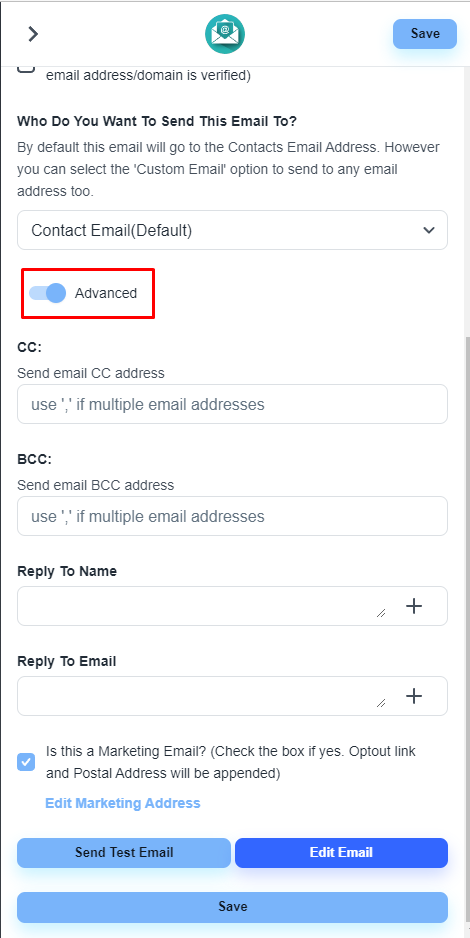 Save
email address/domain is verified)
Who Do You Want To Send This Email To?
By default this email will go to the Contacts Email Address. However
you can select the 'Custom Email' option to send to any email
address too.
Contact Email(Default)
Advanced
CC:
Send email CC address
use ',' if multiple email addresses
BCC:
Send email BCC address
use ',' if multiple email addresses
Reply To Name
Reply To Email
Is this a Marketing Email? (Check the box if yes. Optout link
and Postal Address will be appended)
Edit Marketing Address
Send Test Email
Edit Email
Save